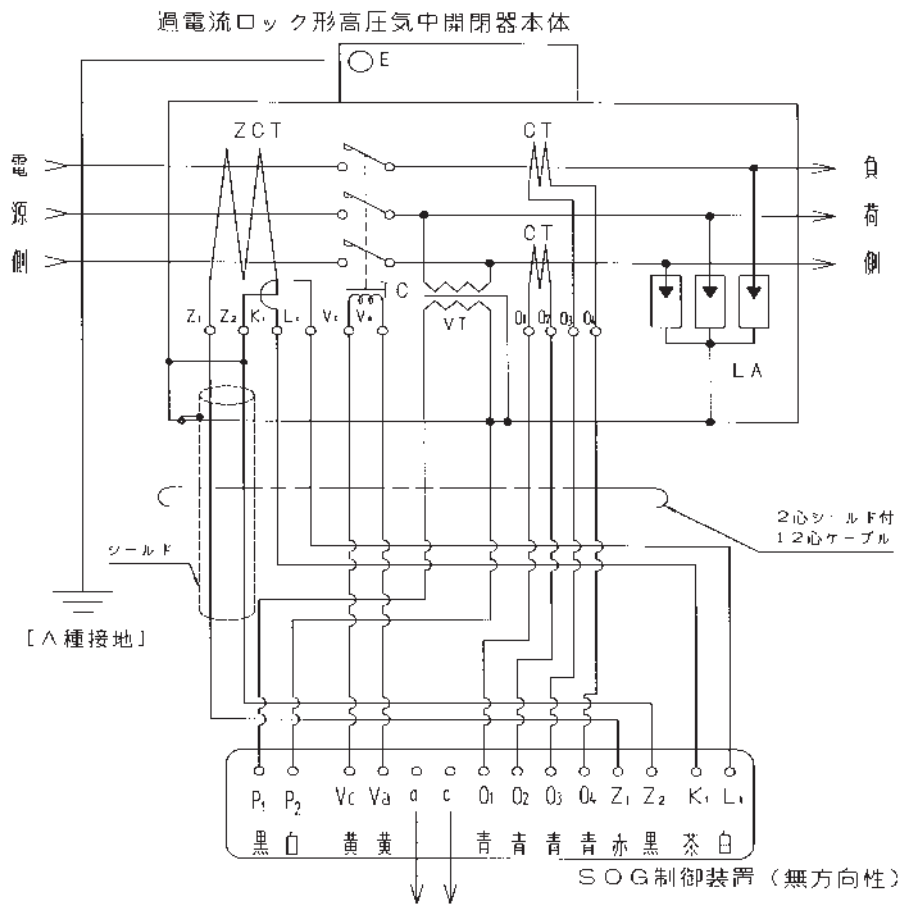 過電流ロック形高圧気中開閉器本体
E
ZCT
CT
電
源
側
負
荷
側
CT
TC
Z₁ Z₂ K₁ L₁ Vc Va
VT
O₁ O₂ O₃ O₄
LA
2心シールド付
12心ケーブル
シールド
[A種接地]
P₁ P₂ Vc Va a c O₁ O₂ O₃ O₄ Z₁ Z₂ K₁ L₁
黒 白 黄 黄 青 青 青 青 赤 黒 茶 白
SOG制御装置(無方向性)